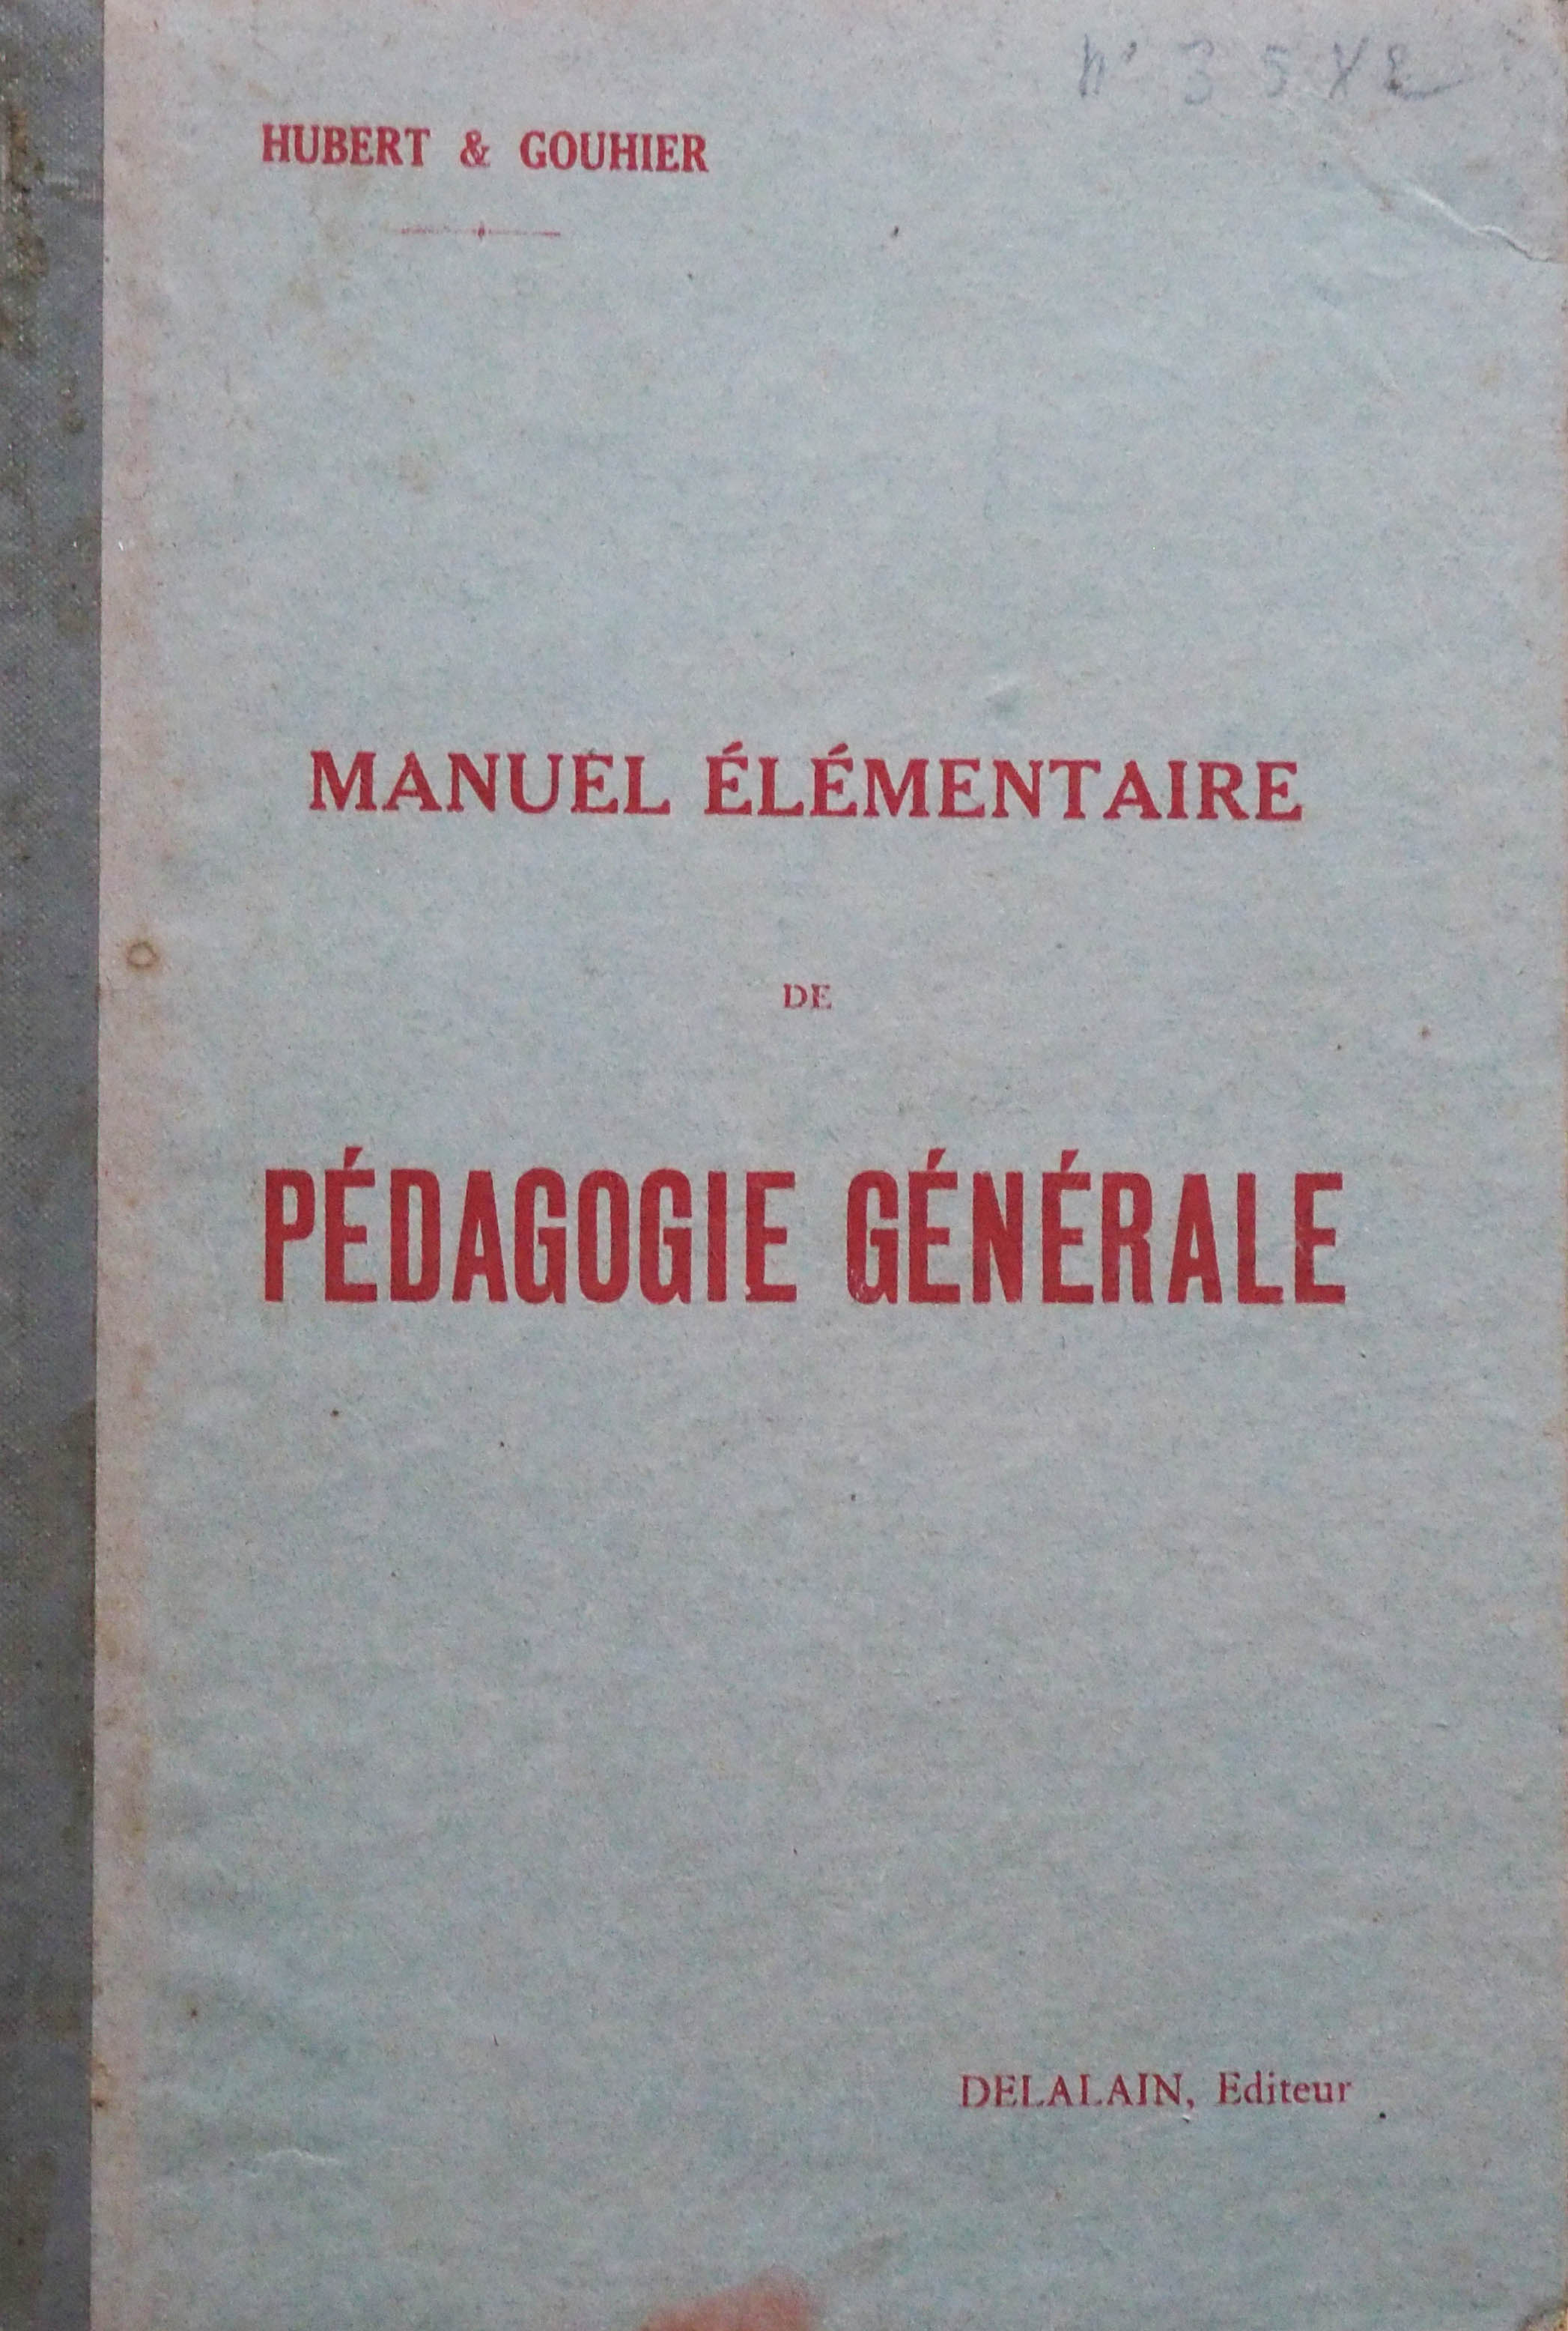 HUBERT & GOUHIER
MANUEL ÉLÉMENTAIRE
DE
PÉDAGOGIE GÉNÉRALE
DELALAIN, Editeur